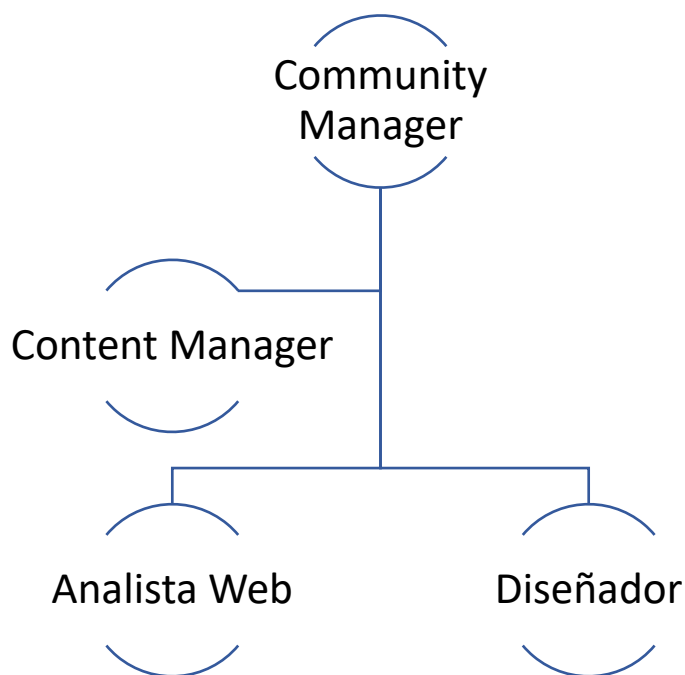 Community
Manager
Content Manager
Analista Web
Diseñador